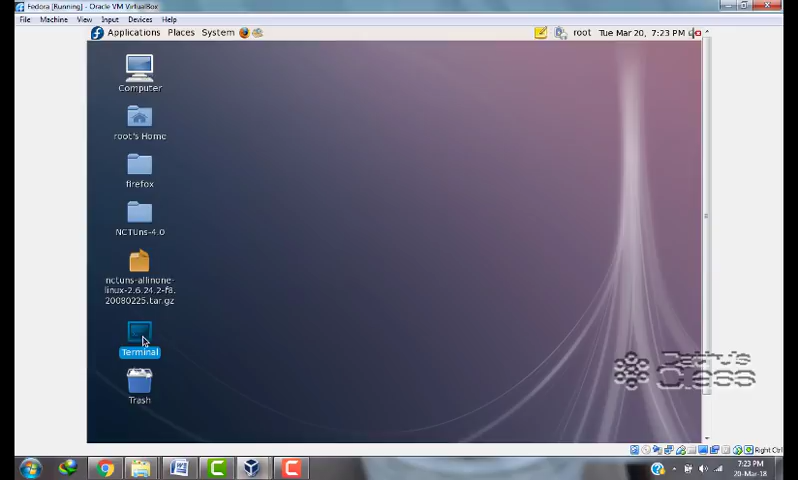 Fedora [Running] - Oracle VM VirtualBox
File Machine View Input Devices Help
Applications Places System root Tue Mar 20, 7:23 PM
Computer
root's Home
firefox
NCTUns-4.0
nctuns-allinone-
linux-2.6.24.2-f8.
20080225.tar.gz
Terminal
Trash
Class
Right Ctrl
7:23 PM
20-Mar-18